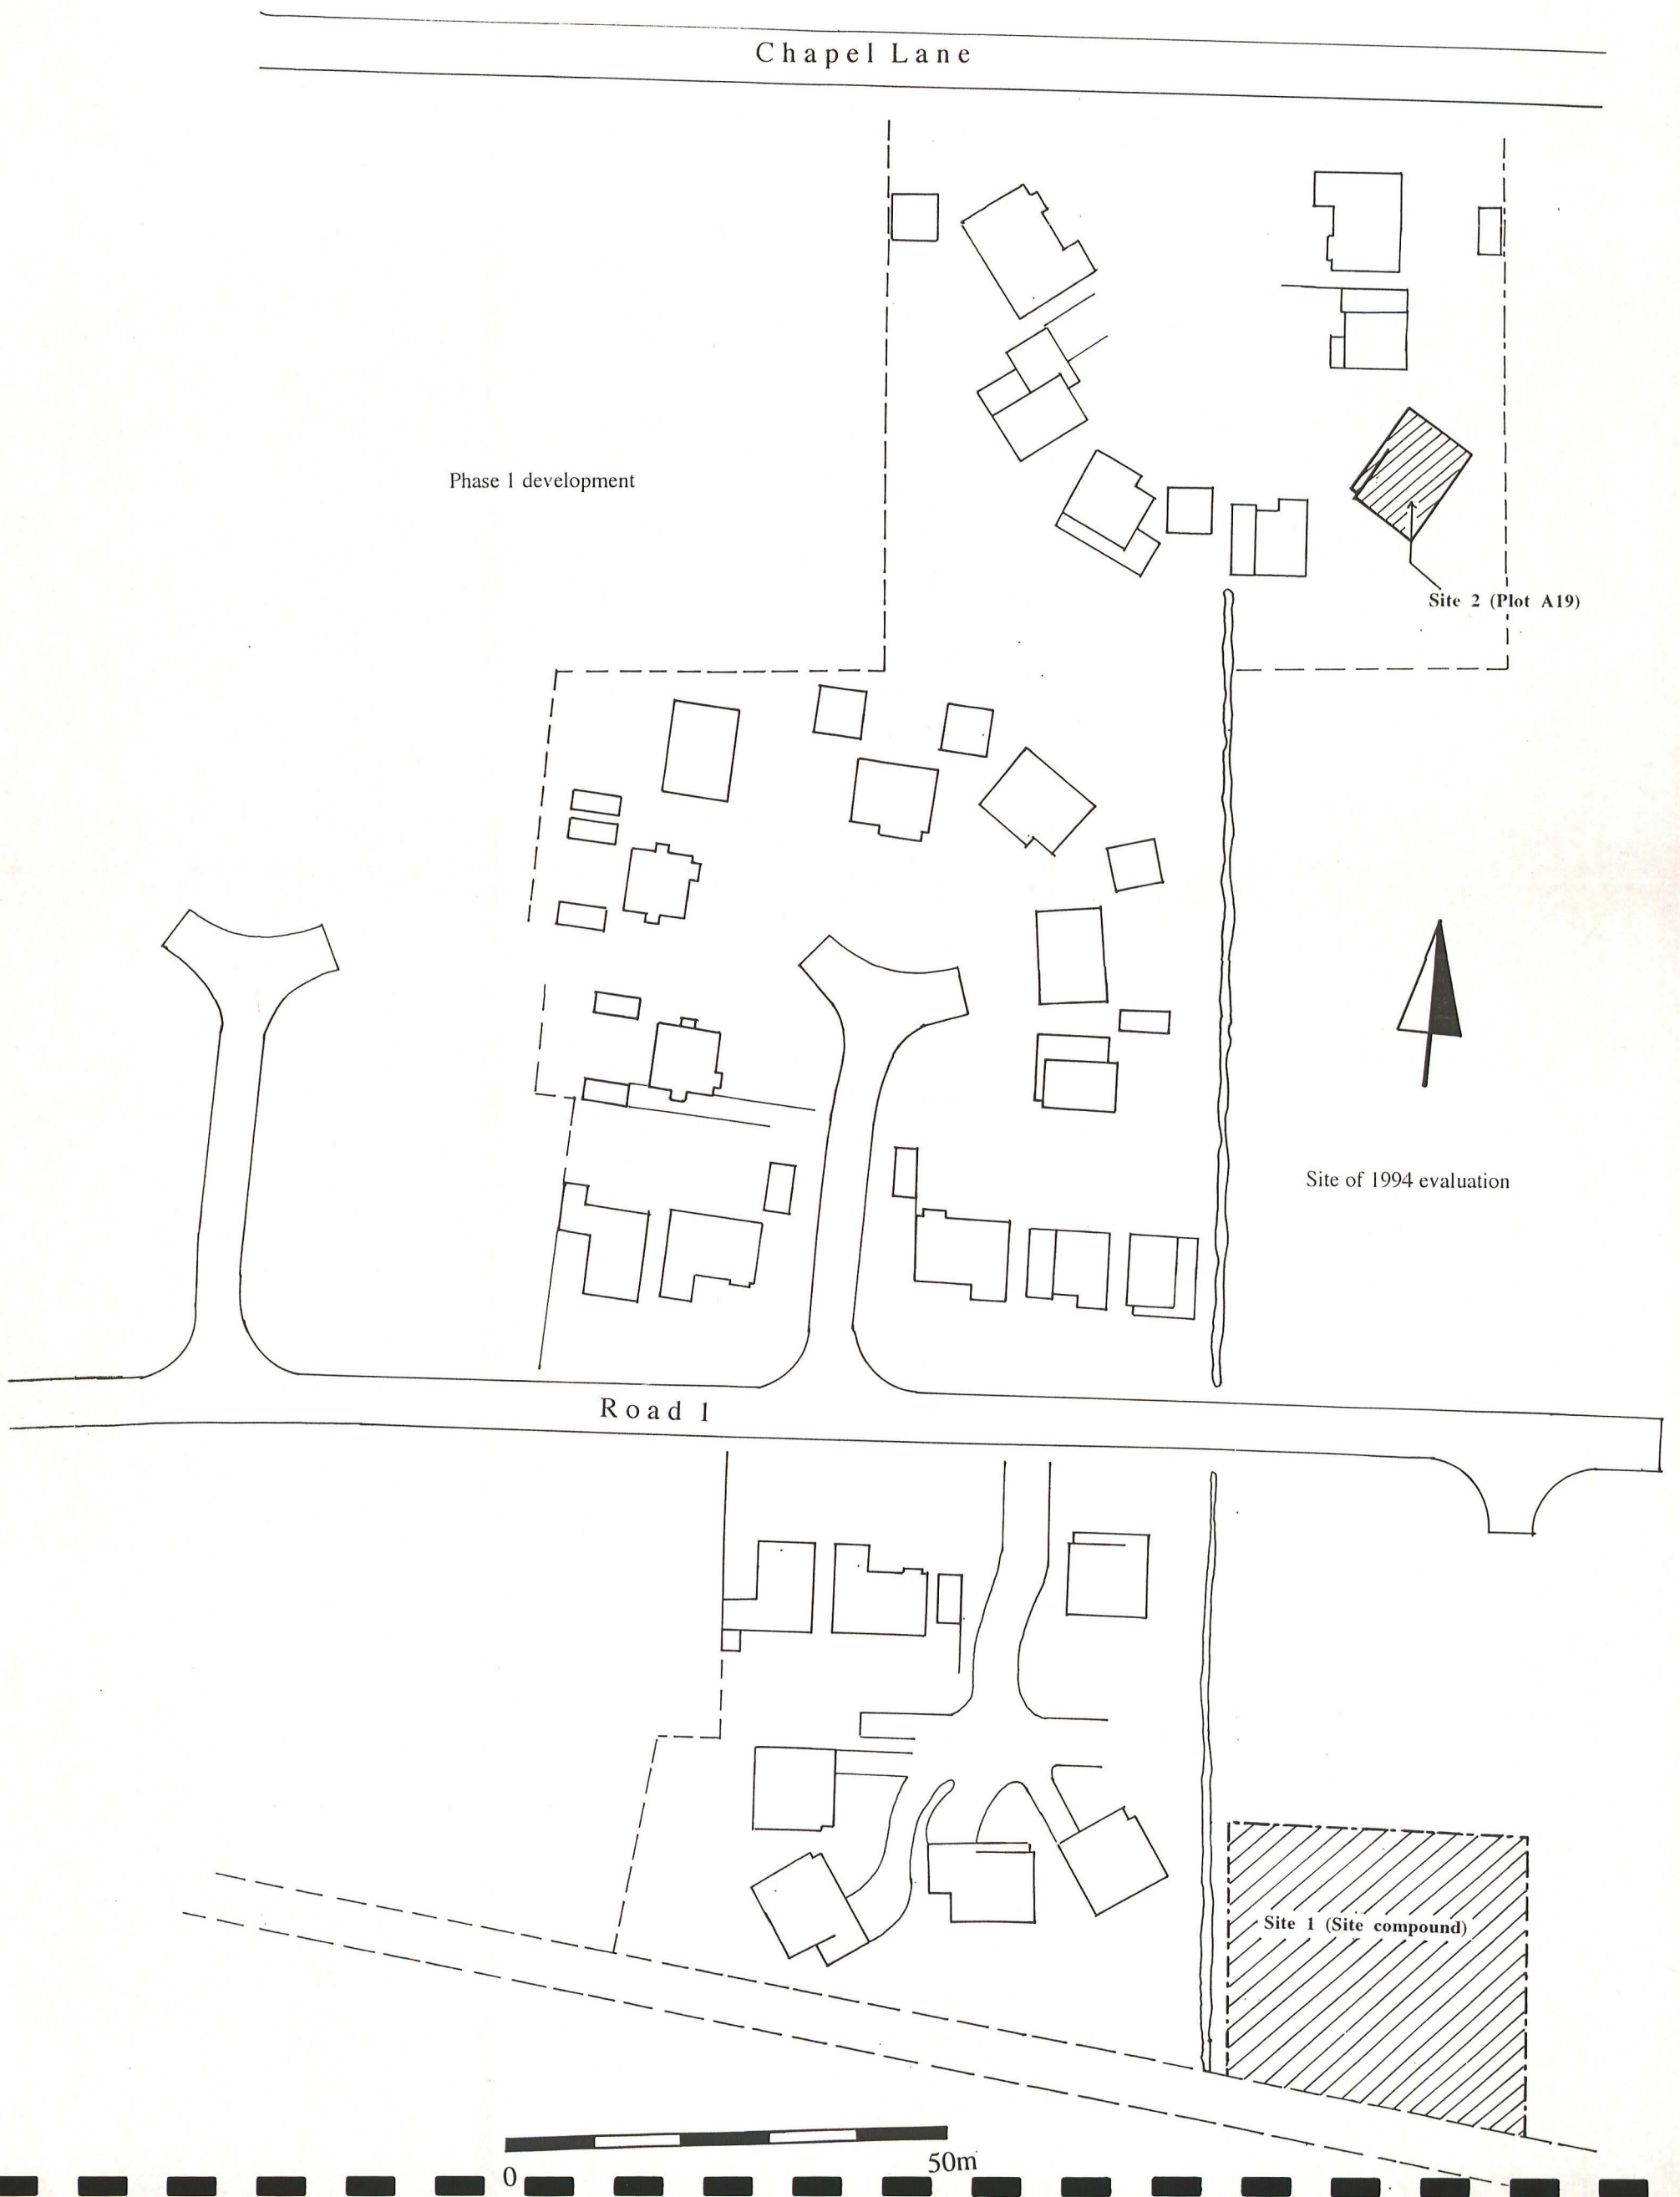 Chapel Lane
Phase 1 development
Site 2 (Plot A19)
Site of 1994 evaluation
Road 1
Site 1 (Site compound)
0
50m